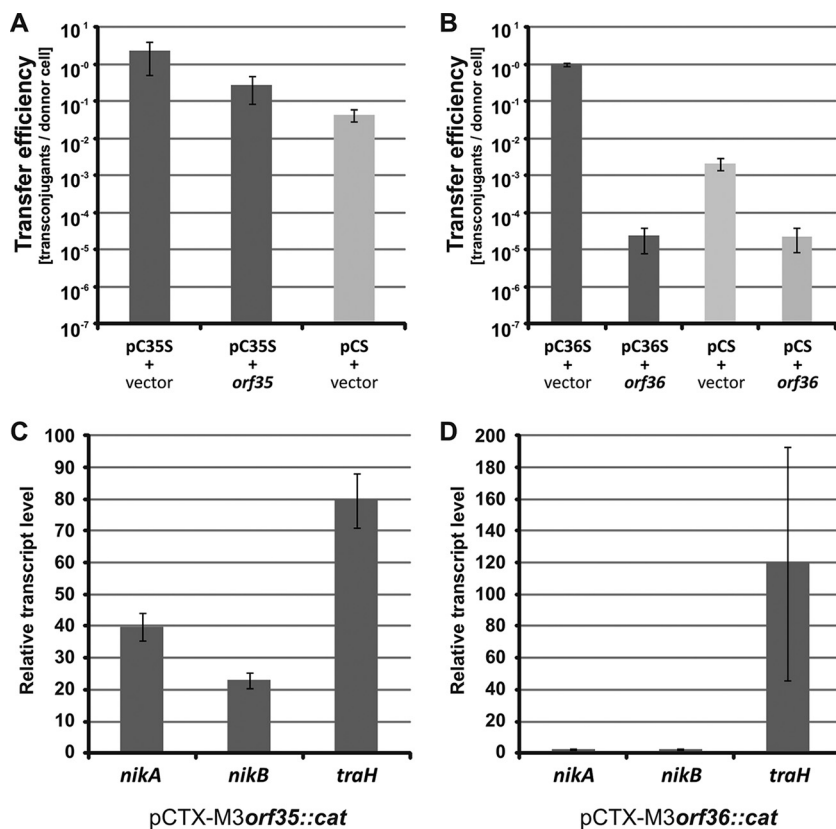 A
Transfer efficiency
[transconjugants / donnor cell]
10^1
10^-0
10^-1
10^-2
10^-3
10^-4
10^-5
10^-6
10^-7
pC35S + vector
pC35S + orf35
pCS + vector
B
Transfer efficiency
[transconjugants / donnor cell]
10^1
10^-0
10^-1
10^-2
10^-3
10^-4
10^-5
10^-6
10^-7
pC36S + vector
pC36S + orf36
pCS + vector
pCS + orf36
C
Relative transcript level
100
90
80
70
60
50
40
30
20
10
0
nikA nikB traH
pCTX-M3orf35::cat
D
Relative transcript level
200
180
160
140
120
100
80
60
40
20
0
nikA nikB traH
pCTX-M3orf36::cat